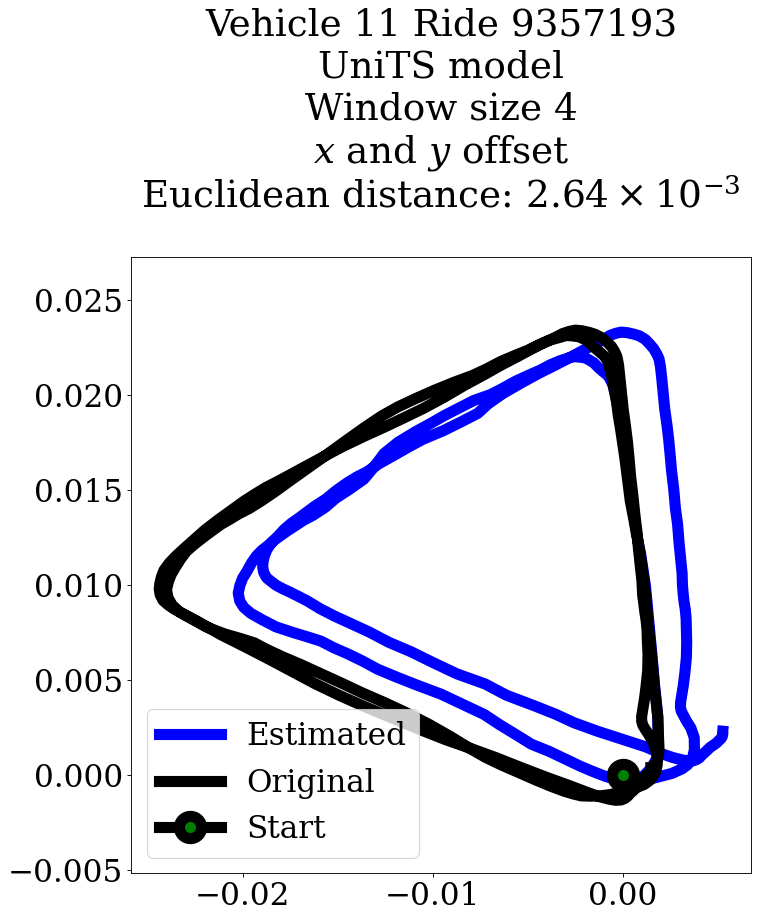 Vehicle 11 Ride 9357193
UniTS model
Window size 4
x and y offset
Euclidean distance: 2.64 × 10⁻³
0.025
0.020
0.015
0.010
0.005
0.000
−0.005
Estimated
Original
Start
−0.02 −0.01 0.00